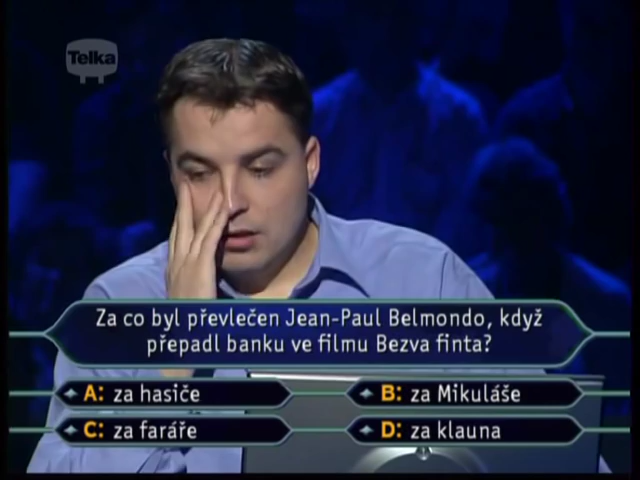 Telka
Za co byl převlečen Jean-Paul Belmondo, když
přepadl banku ve filmu Bezva finta?
A: za hasiče
B: za Mikuláše
C: za faráře
D: za klauna